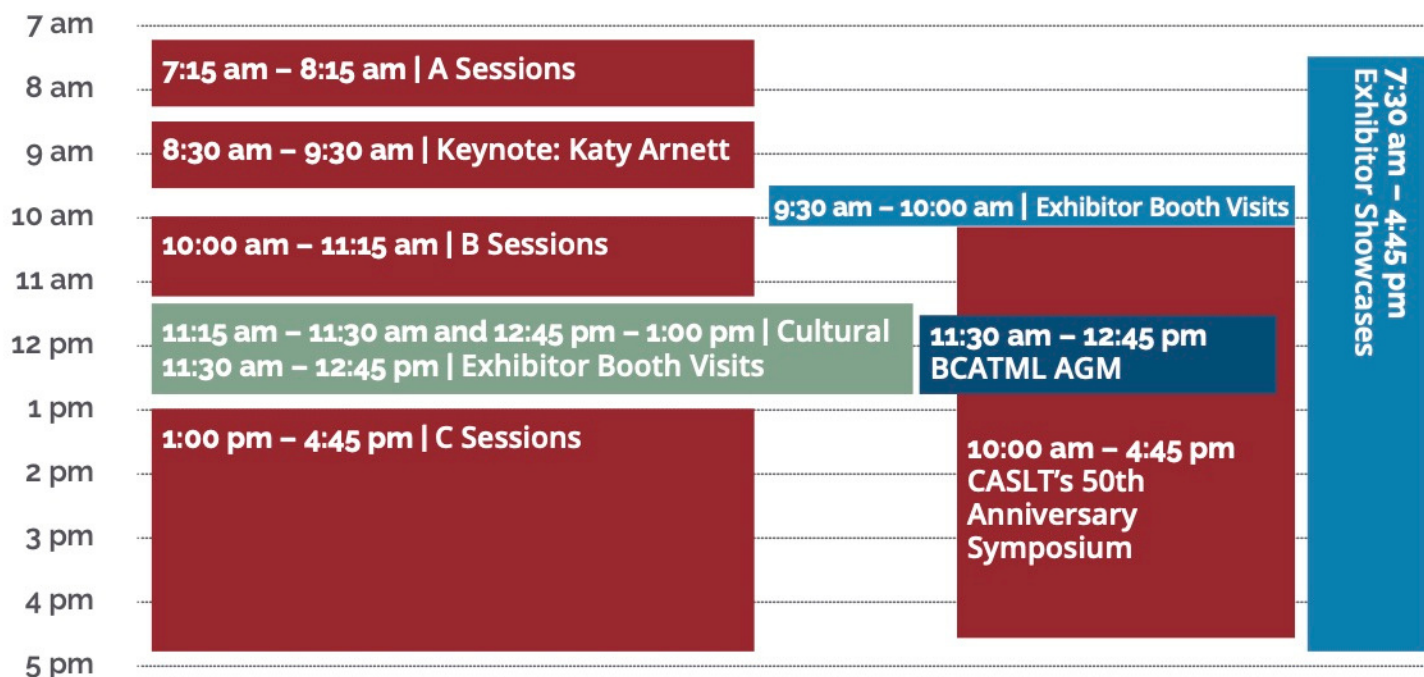 7 am
8 am
9 am
10 am
11 am
12 pm
1 pm
2 pm
3 pm
4 pm
5 pm
7:15 am – 8:15 am | A Sessions
8:30 am – 9:30 am | Keynote: Katy Arnett
9:30 am – 10:00 am | Exhibitor Booth Visits
10:00 am – 11:15 am | B Sessions
11:15 am – 11:30 am and 12:45 pm – 1:00 pm | Cultural
11:30 am – 12:45 pm | Exhibitor Booth Visits
11:30 am – 12:45 pm
BCATML AGM
1:00 pm – 4:45 pm | C Sessions
10:00 am – 4:45 pm
CASLT's 50th
Anniversary
Symposium
7:30 am – 4:45 pm
Exhibitor Showcases